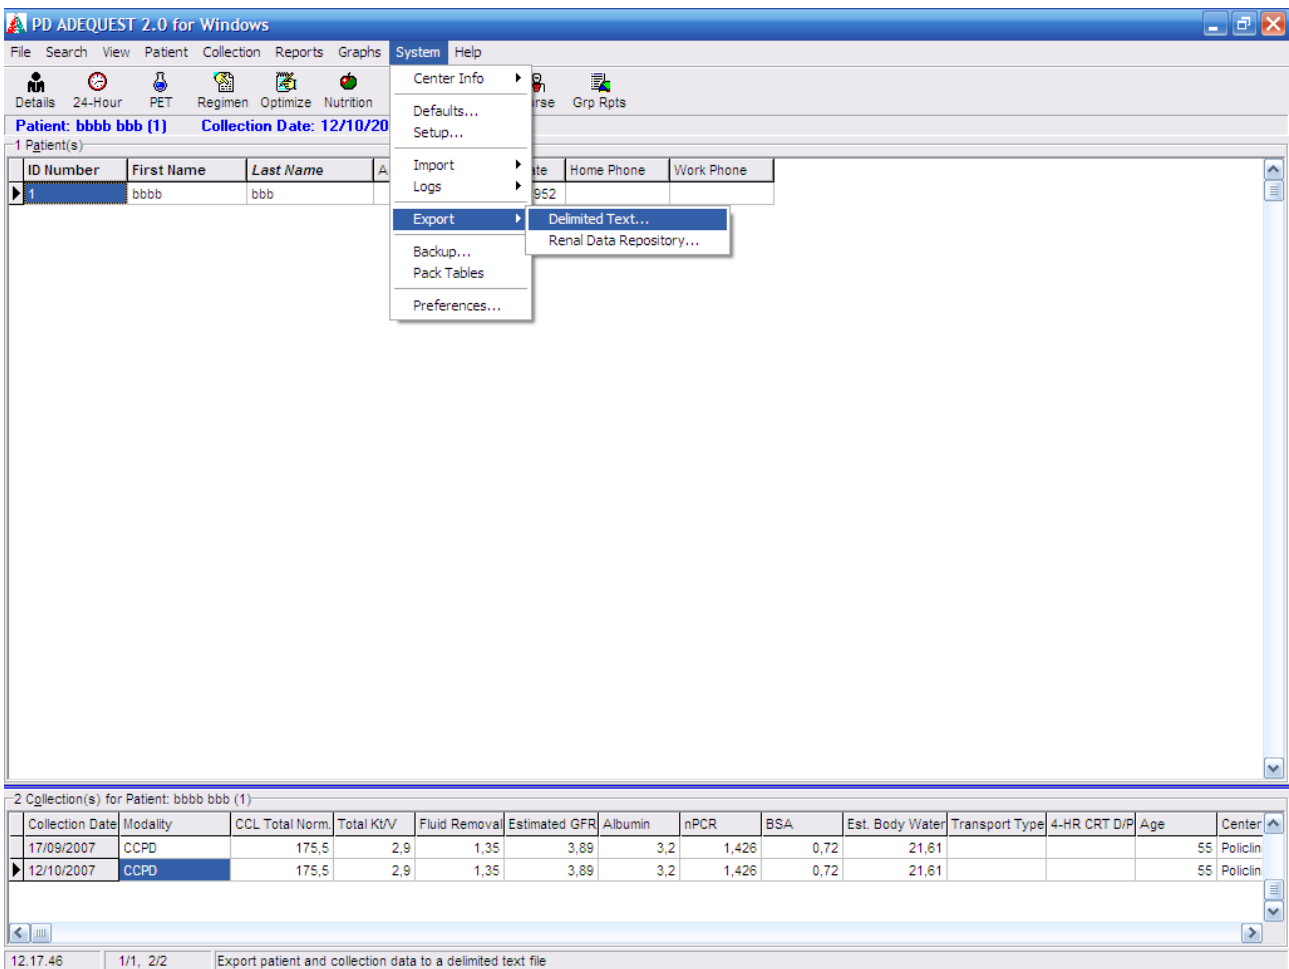 PD ADEQUEST 2.0 for Windows
File Search View Patient Collection Reports Graphs System Help
Details 24-Hour PET Regimen Optimize Nutrition Grp Rpts
Patient: bbbb bbb (1) Collection Date: 12/10/20
1 Patient(s)
ID Number First Name Last Name Home Phone Work Phone
1 bbbb bbb 952
Center Info
Defaults...
Setup...
Import
Logs
Export
Backup...
Pack Tables
Preferences...
Delimited Text...
Renal Data Repository...
2 Collection(s) for Patient: bbbb bbb (1)
Collection Date Modality CCL Total Norm. Total Kt/V Fluid Removal Estimated GFR Albumin nPCR BSA Est. Body Water Transport Type 4-HR CRT D/P Age Center
17/09/2007 CCPD 175,5 2,9 1,35 3,89 3,2 1,426 0,72 21,61 55 Policlin
12/10/2007 CCPD 175,5 2,9 1,35 3,89 3,2 1,426 0,72 21,61 55 Policlin
12.17.46 1/1, 2/2 Export patient and collection data to a delimited text file